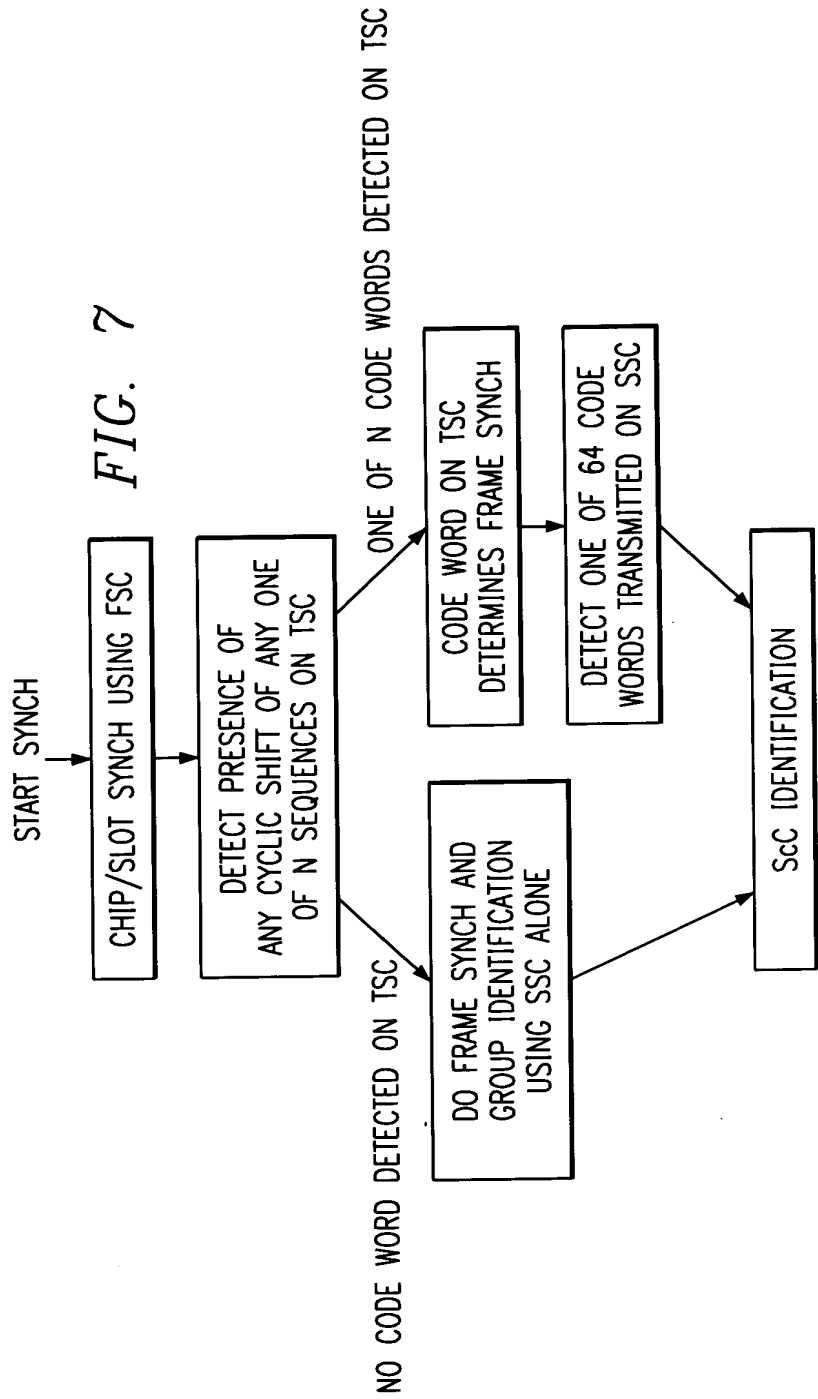 START SYNCH
FIG. 7
CHIP/SLOT SYNCH USING FSC
DETECT PRESENCE OF
ANY CYCLIC SHIFT OF ANY ONE
OF N SEQUENCES ON TSC
NO CODE WORD DETECTED ON TSC
ONE OF N CODE WORDS DETECTED ON TSC
DO FRAME SYNCH AND
GROUP IDENTIFICATION
USING SSC ALONE
CODE WORD ON TSC
DETERMINES FRAME SYNCH
DETECT ONE OF 64 CODE
WORDS TRANSMITTED ON SSC
ScC IDENTIFICATION